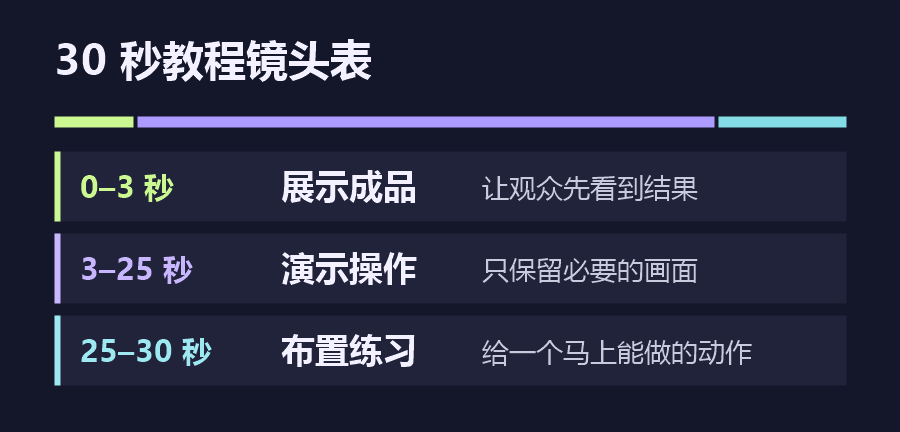 30 秒教程镜头表
0–3 秒 展示成品 让观众先看到结果
3–25 秒 演示操作 只保留必要的画面
25–30 秒 布置练习 给一个马上能做的动作